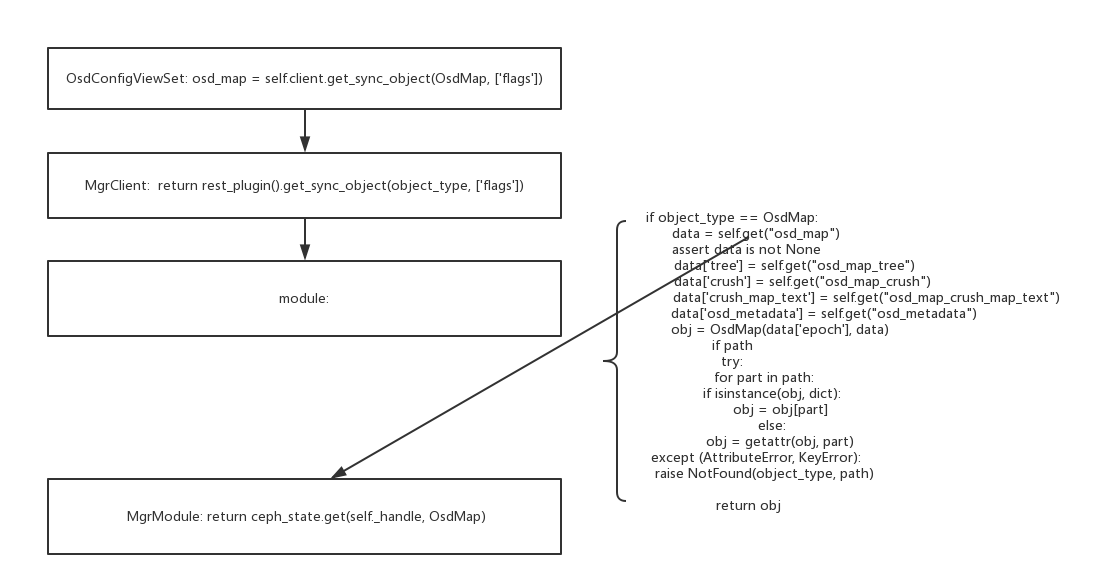 OsdConfigViewSet: osd_map = self.client.get_sync_object(OsdMap, ['flags'])
MgrClient:  return rest_plugin().get_sync_object(object_type, ['flags'])
module:
MgrModule: return ceph_state.get(self._handle, OsdMap)
if object_type == OsdMap:
data = self.get("osd_map")
assert data is not None
data['tree'] = self.get("osd_map_tree")
data['crush'] = self.get("osd_map_crush")
data['crush_map_text'] = self.get("osd_map_crush_map_text")
data['osd_metadata'] = self.get("osd_metadata")
obj = OsdMap(data['epoch'], data)
if path
try:
for part in path:
if isinstance(obj, dict):
obj = obj[part]
else:
obj = getattr(obj, part)
except (AttributeError, KeyError):
raise NotFound(object_type, path)
return obj